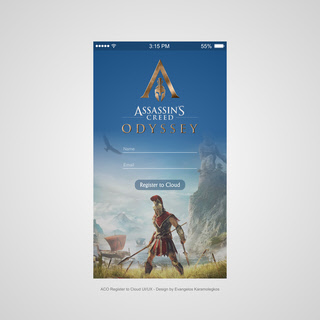 3:15 PM 55%
ASSASSIN'S
CREED
ODYSSEY
Name
Email
Register to Cloud
ACO Register to Cloud UI/UX - Design by Evangelos Karamolegkos